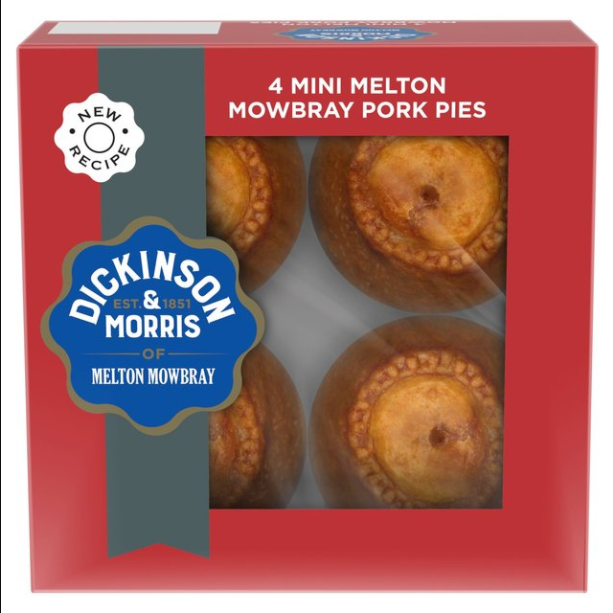 4 MINI MELTON
MOWBRAY PORK PIES
NEW
RECIPE
DICKINSON
EST. & 1851
MORRIS
OF
MELTON MOWBRAY